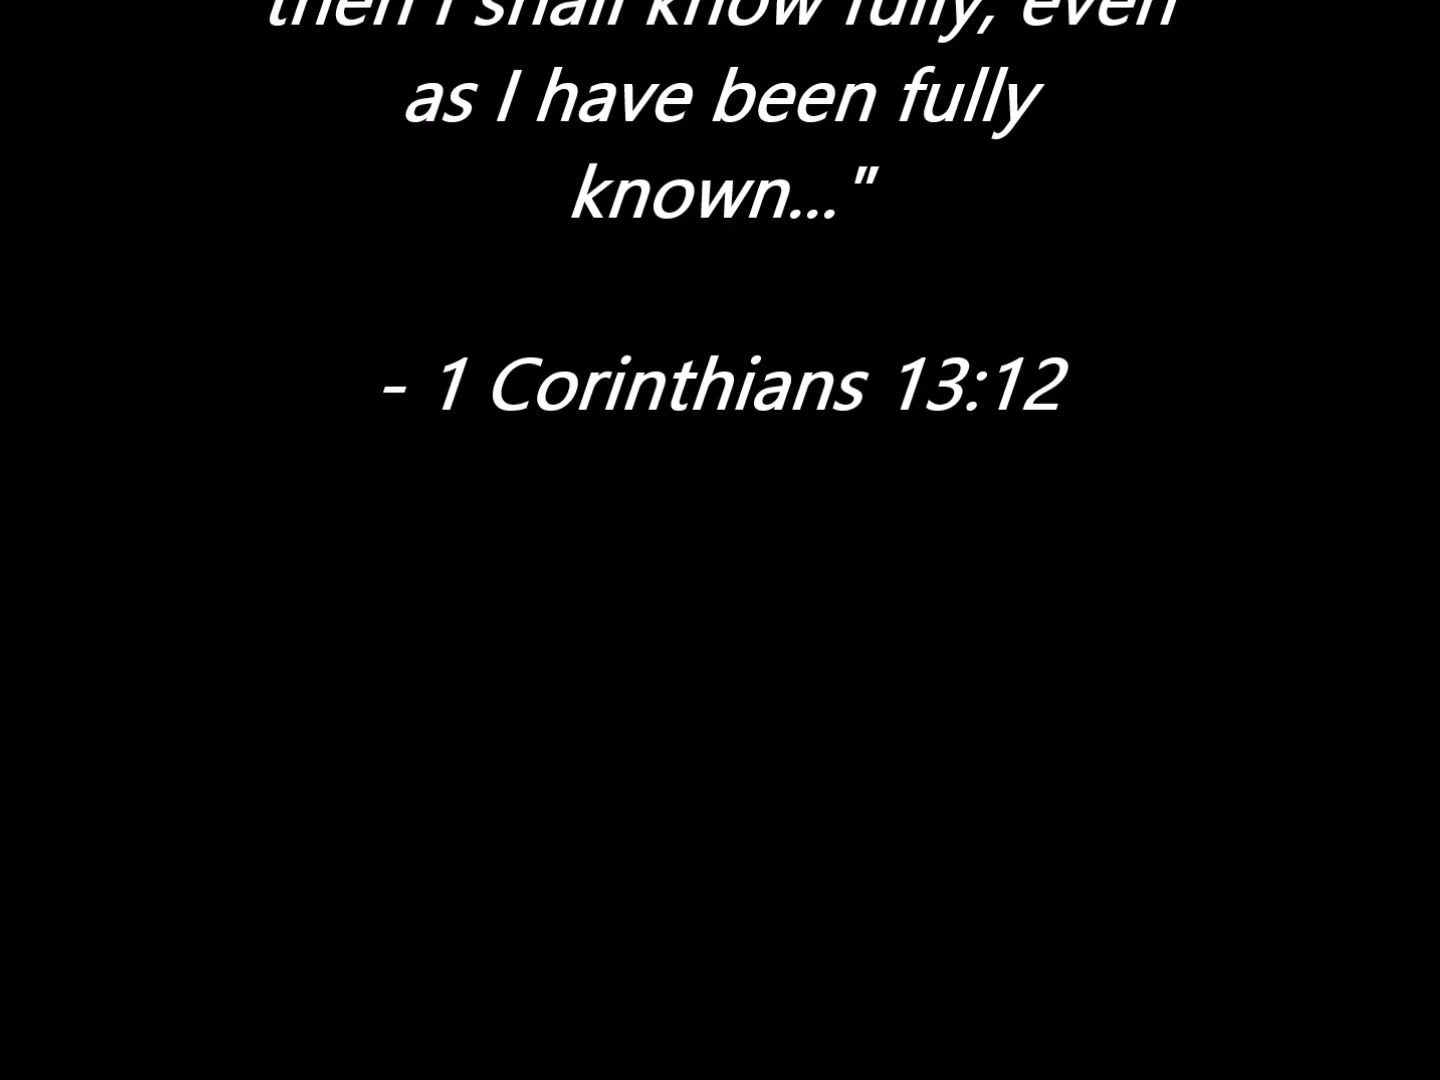 then I shall know fully, even
as I have been fully
known..."
- 1 Corinthians 13:12